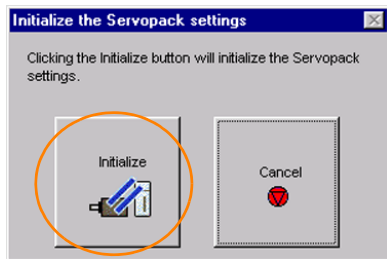 Initialize the Servopack settings
Clicking the Initialize button will initialize the Servopack
settings.
Initialize
Cancel